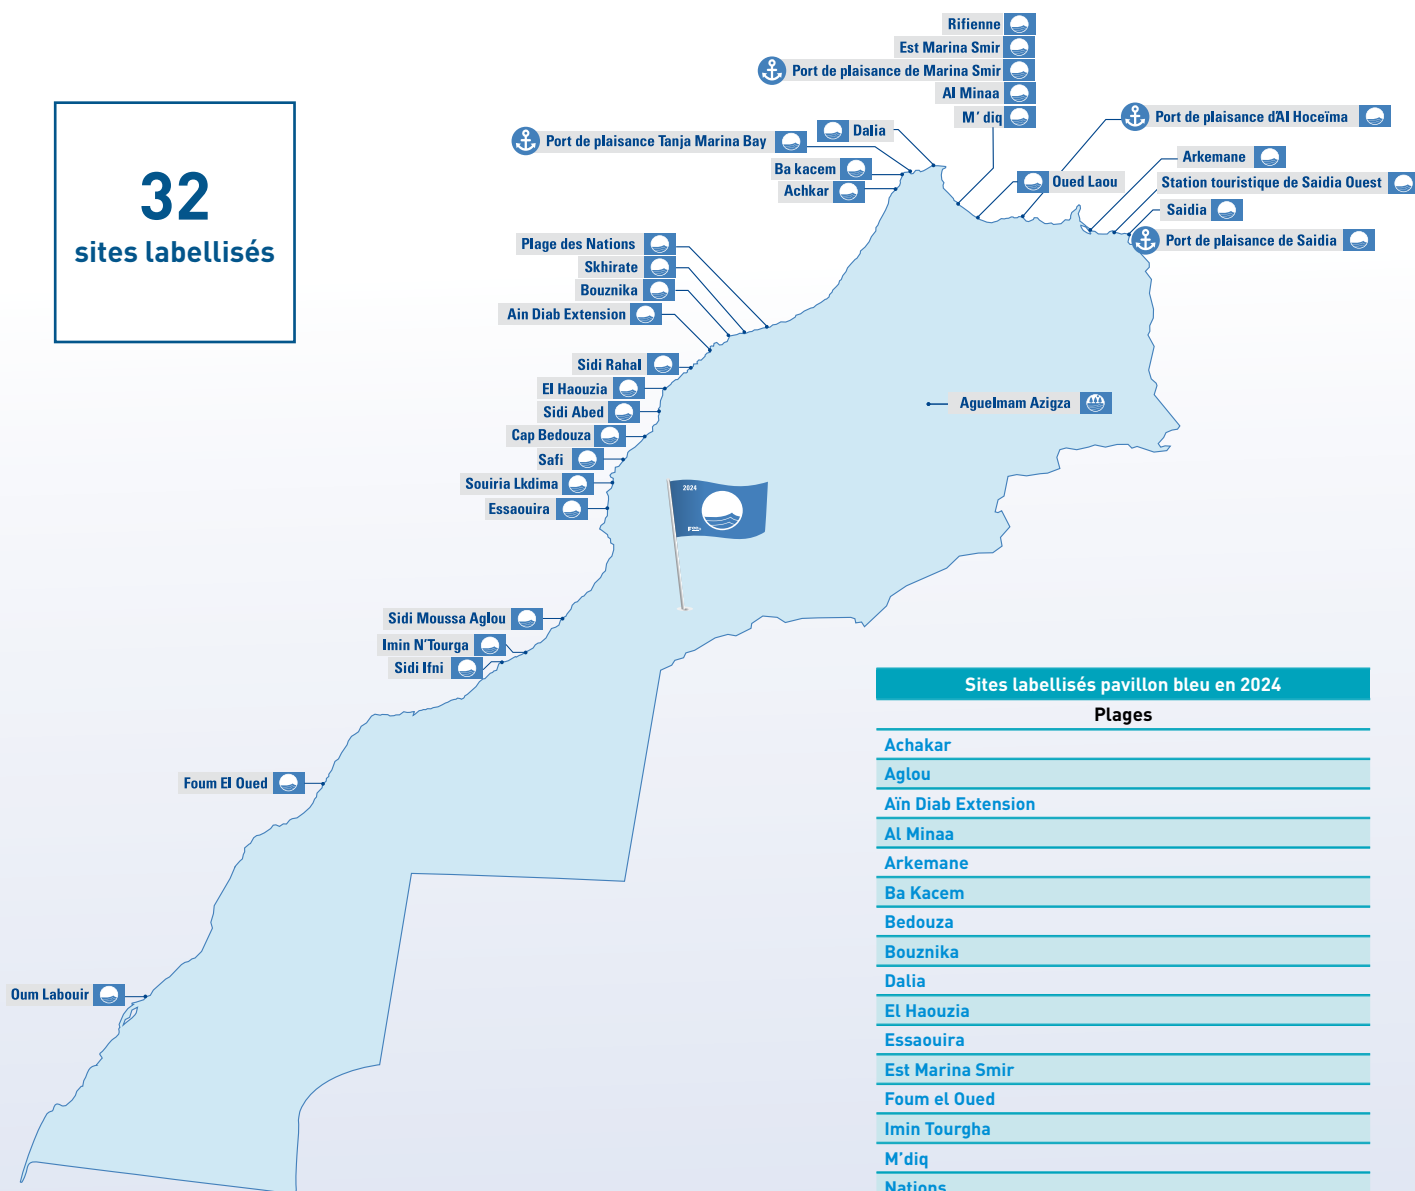 Rifienne
Est Marina Smir
Port de plaisance de Marina Smir
Al Minaa
M' diq
Port de plaisance d'Al Hoceïma
Dalia
Port de plaisance Tanja Marina Bay
Arkemane
Ba kacem
Station touristique de Saidia Ouest
Oued Laou
Achkar
Saidia
Port de plaisance de Saidia
32
sites labellisés
Plage des Nations
Skhirate
Bouznika
Ain Diab Extension
Sidi Rahal
El Haouzia
Sidi Abed
Cap Bedouza
Safi
Souiria Lkdima
Essaouira
Aguelmam Azigza
2024
Sidi Moussa Aglou
Imin N'Tourga
Sidi Ifni
Foum El Oued
Oum Labouir
Sites labellisés pavillon bleu en 2024
Plages
Achakar
Aglou
Aïn Diab Extension
Al Minaa
Arkemane
Ba Kacem
Bedouza
Bouznika
Dalia
El Haouzia
Essaouira
Est Marina Smir
Foum el Oued
Imin Tourgha
M'diq
Nations